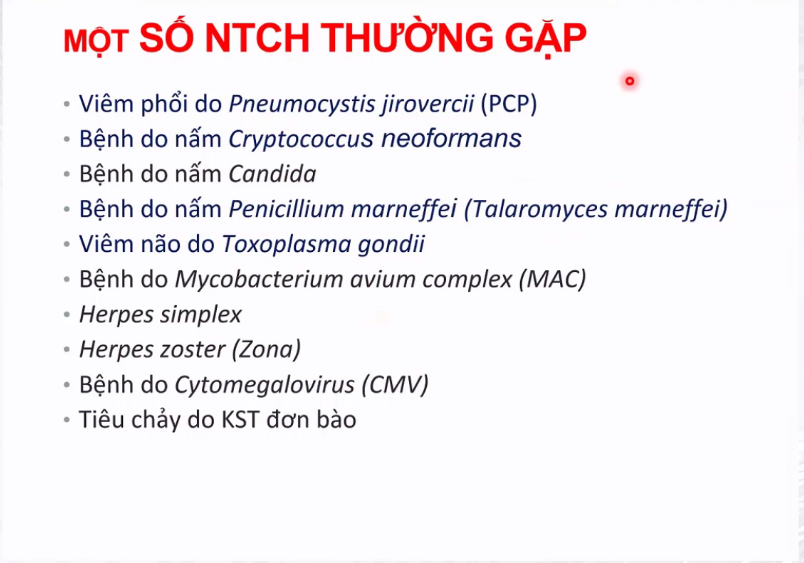 MỘT SỐ NTCH THƯỜNG GẶP
• Viêm phổi do Pneumocystis jirovercii (PCP)
• Bệnh do nấm Cryptococcus neoformans
• Bệnh do nấm Candida
• Bệnh do nấm Penicillium marneffei (Talaromyces marneffei)
• Viêm não do Toxoplasma gondii
• Bệnh do Mycobacterium avium complex (MAC)
• Herpes simplex
• Herpes zoster (Zona)
• Bệnh do Cytomegalovirus (CMV)
• Tiêu chảy do KST đơn bào